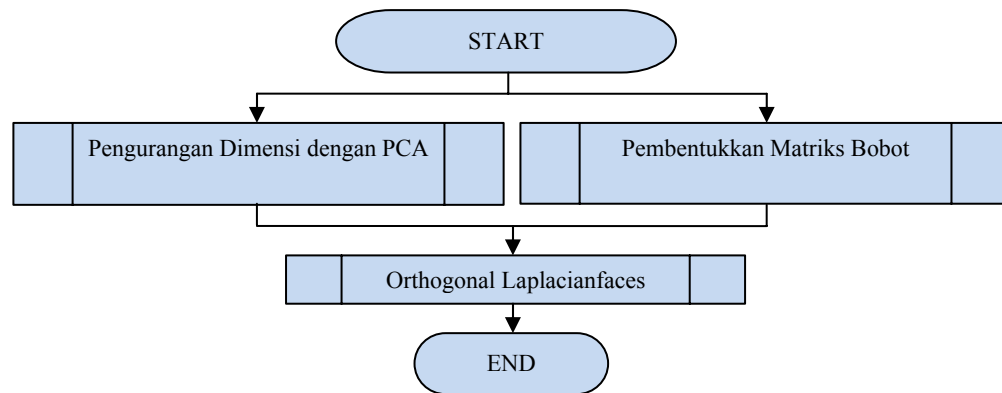 START
Pengurangan Dimensi dengan PCA
Pembentukkan Matriks Bobot
Orthogonal Laplacianfaces
END